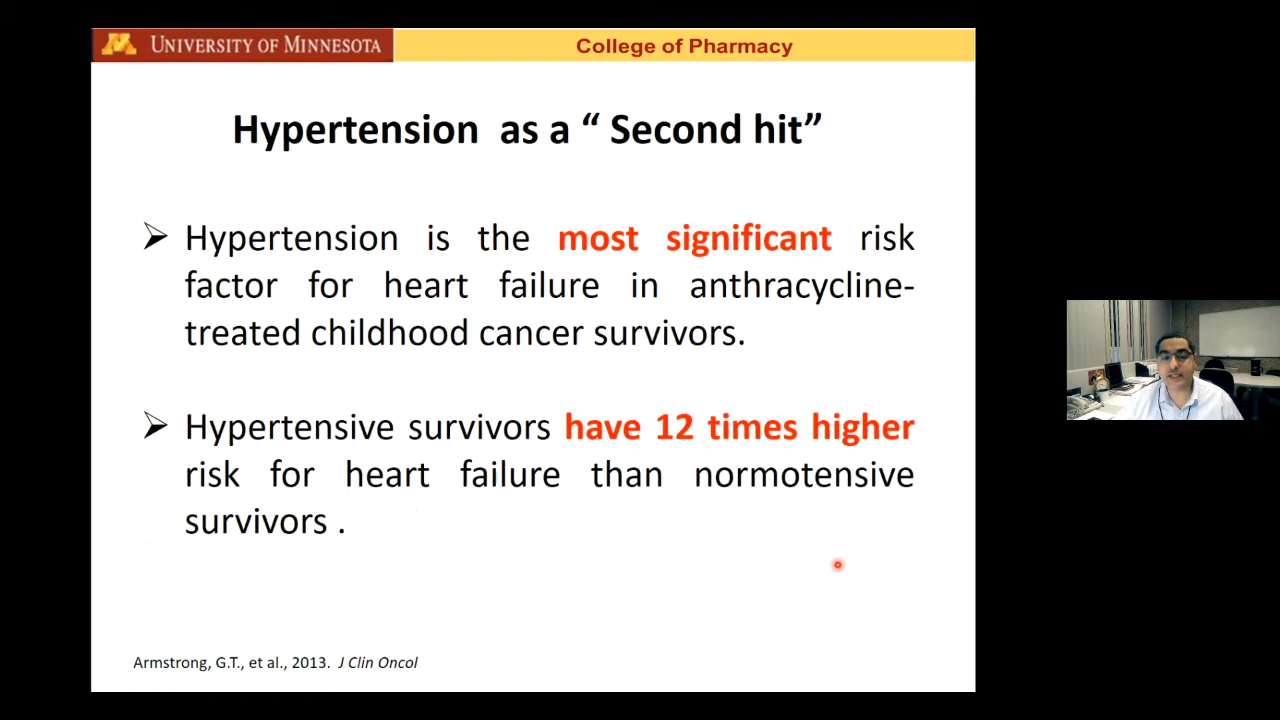 UNIVERSITY OF MINNESOTA
College of Pharmacy
Hypertension as a “ Second hit”
Hypertension is the most significant risk
factor for heart failure in anthracycline-
treated childhood cancer survivors.
Hypertensive survivors have 12 times higher
risk for heart failure than normotensive
survivors .
Armstrong, G.T., et al., 2013. J Clin Oncol